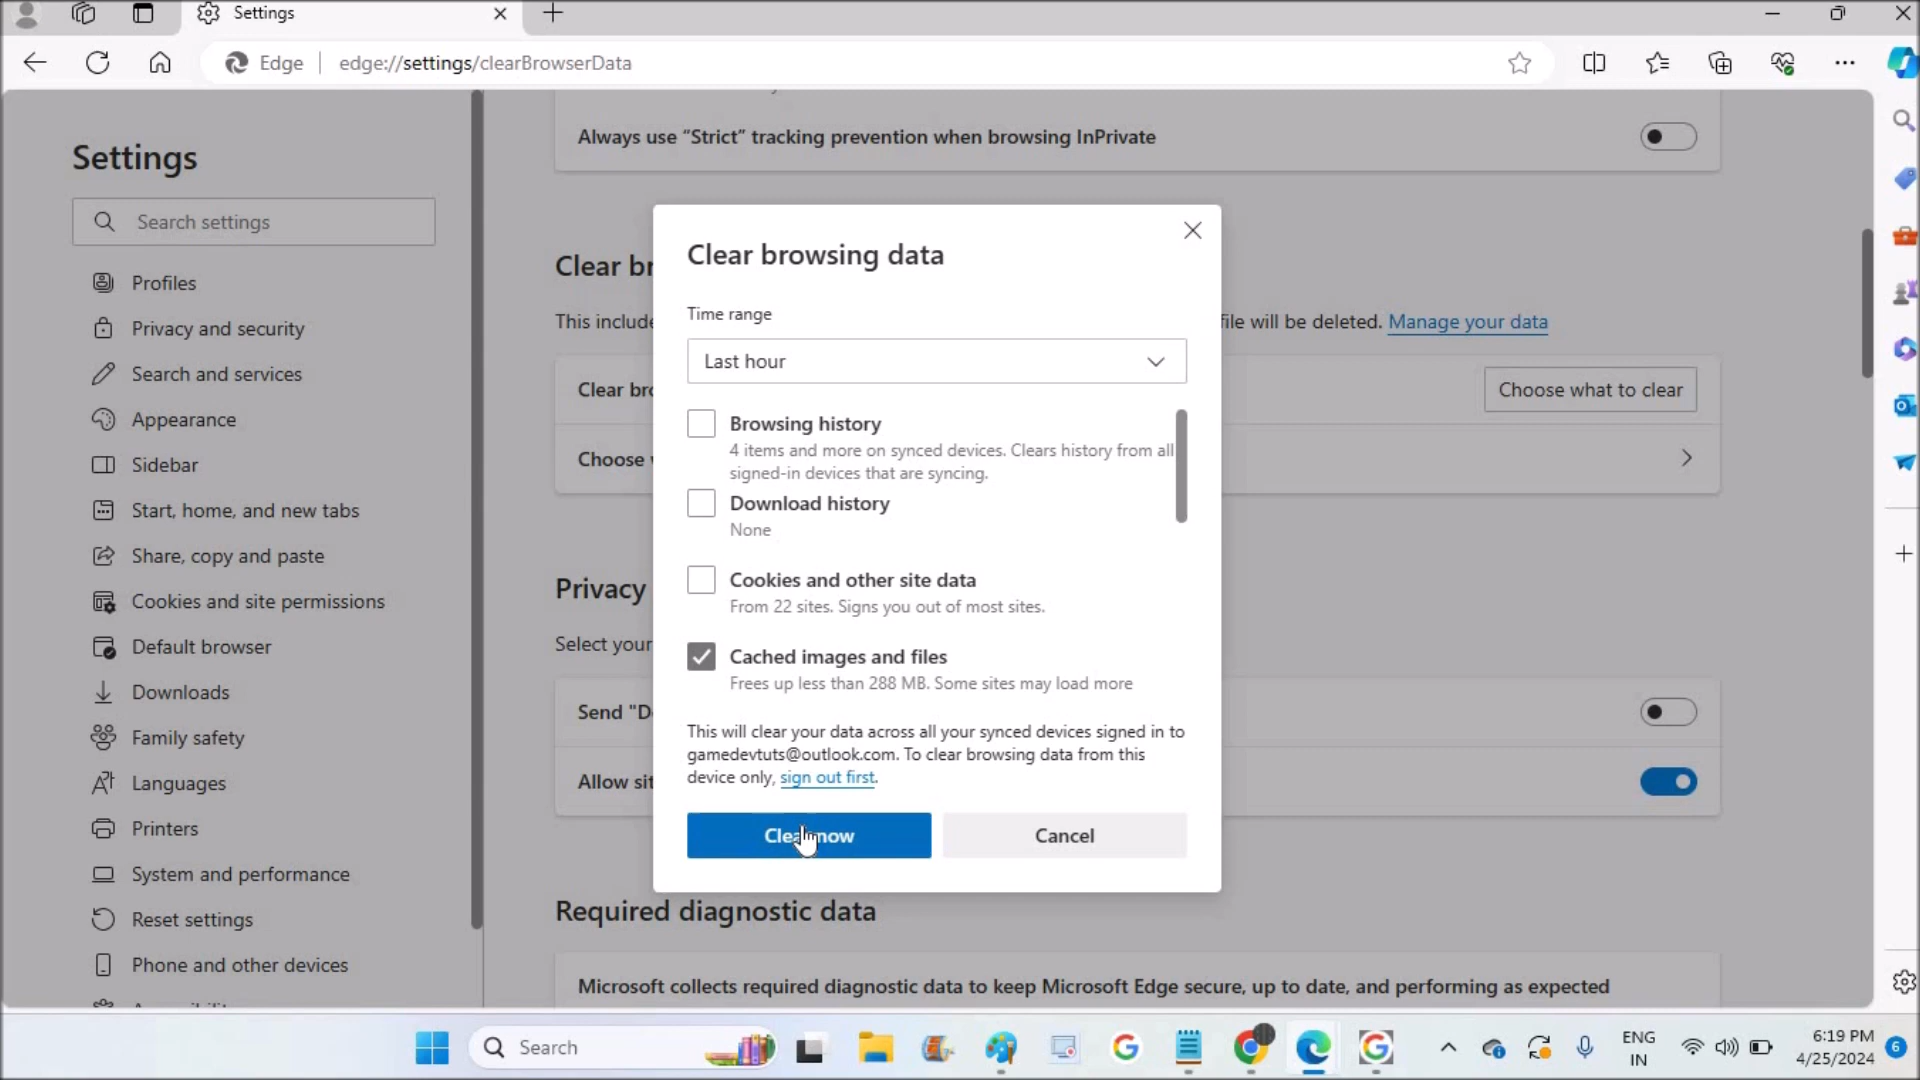 Settings
Edge
edge://settings/clearBrowserData
Settings
Search settings
Profiles
Privacy and security
Search and services
Appearance
Sidebar
Start, home, and new tabs
Share, copy and paste
Cookies and site permissions
Default browser
Downloads
Family safety
Languages
Printers
System and performance
Reset settings
Phone and other devices
Always use “Strict” tracking prevention when browsing InPrivate
Clear br
This include
file will be deleted. Manage your data
Clear bro
Choose what to clear
Choose
Privacy
Select your
Send "Do
Allow sit
Clear browsing data
Time range
Last hour
Browsing history
4 items and more on synced devices. Clears history from all
signed-in devices that are syncing.
Download history
None
Cookies and other site data
From 22 sites. Signs you out of most sites.
Cached images and files
Frees up less than 288 MB. Some sites may load more
This will clear your data across all your synced devices signed in to
gamedevtuts@outlook.com. To clear browsing data from this
device only, sign out first.
Clear now
Cancel
Required diagnostic data
Microsoft collects required diagnostic data to keep Microsoft Edge secure, up to date, and performing as expected
Search
ENG
IN
6:19 PM
4/25/2024
6